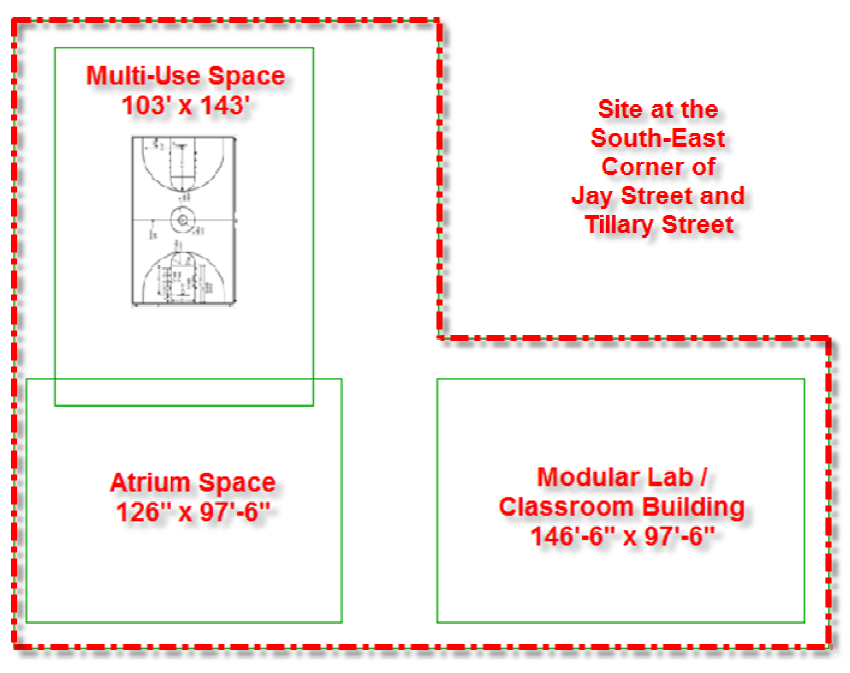 Multi-Use Space
103' x 143'
Site at the
South-East
Corner of
Jay Street and
Tillary Street
Atrium Space
126" x 97'-6"
Modular Lab /
Classroom Building
146'-6" x 97'-6"